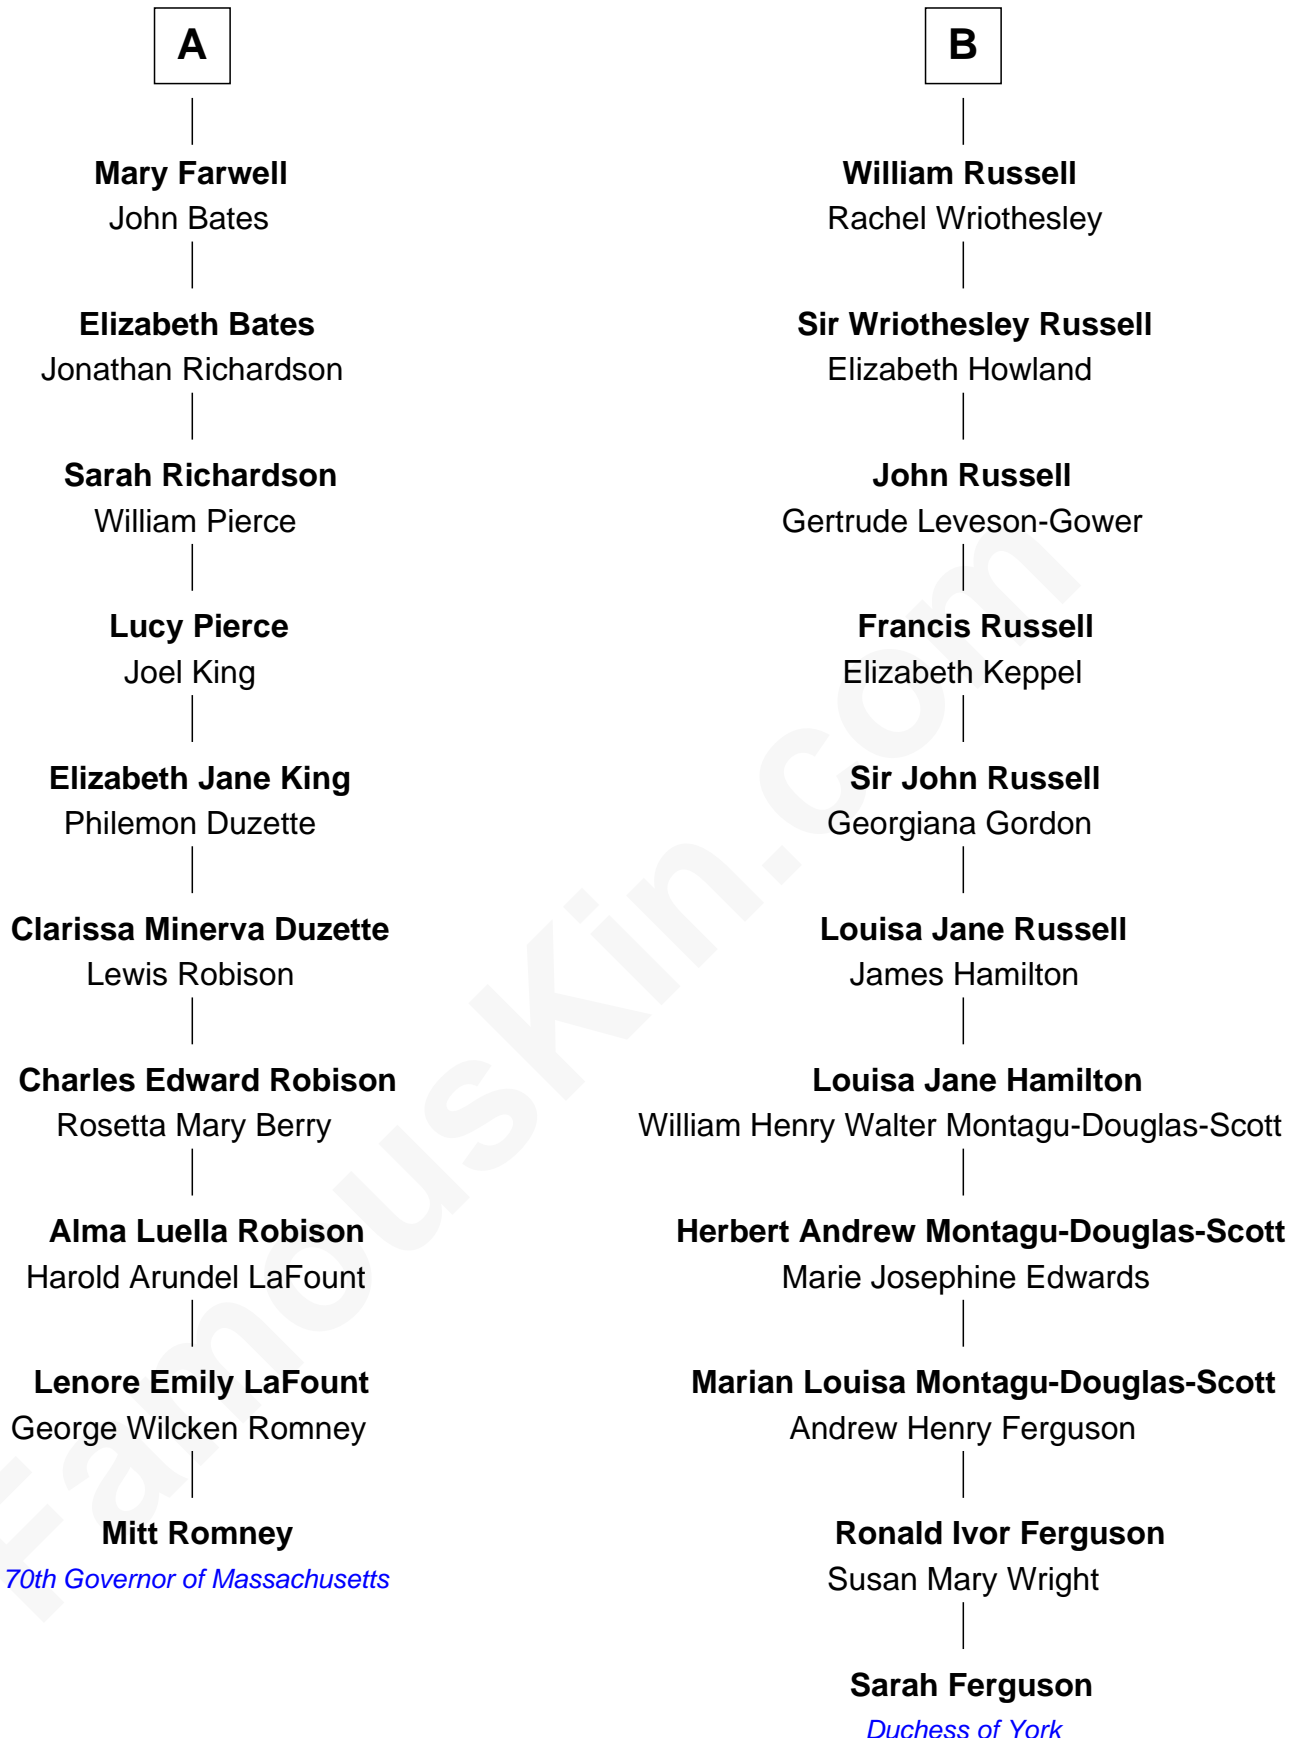 A
Mary Farwell
John Bates
Elizabeth Bates
Jonathan Richardson
Sarah Richardson
William Pierce
Lucy Pierce
Joel King
Elizabeth Jane King
Philemon Duzette
Clarissa Minerva Duzette
Lewis Robison
Charles Edward Robison
Rosetta Mary Berry
Alma Luella Robison
Harold Arundel LaFount
Lenore Emily LaFount
George Wilcken Romney
Mitt Romney
70th Governor of Massachusetts
B
William Russell
Rachel Wriothesley
Sir Wriothesley Russell
Elizabeth Howland
John Russell
Gertrude Leveson-Gower
Francis Russell
Elizabeth Keppel
Sir John Russell
Georgiana Gordon
Louisa Jane Russell
James Hamilton
Louisa Jane Hamilton
William Henry Walter Montagu-Douglas-Scott
Herbert Andrew Montagu-Douglas-Scott
Marie Josephine Edwards
Marian Louisa Montagu-Douglas-Scott
Andrew Henry Ferguson
Ronald Ivor Ferguson
Susan Mary Wright
Sarah Ferguson
Duchess of York
FamousKin.com